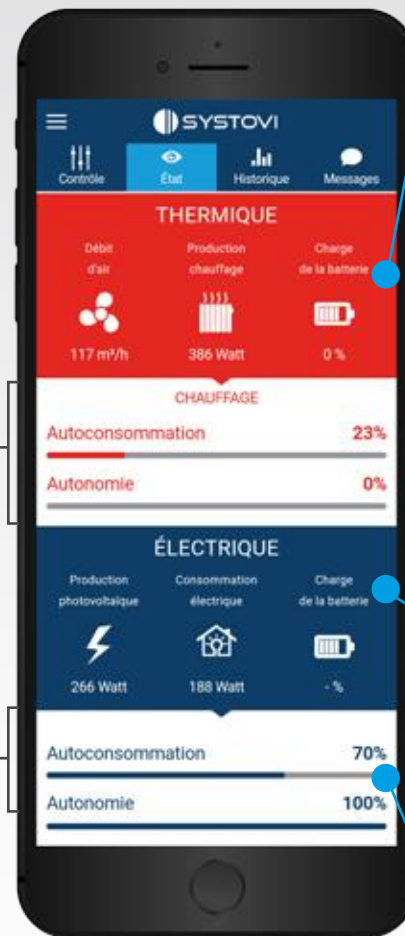 SYSTOVI
Contrôle État Historique Messages
THERMIQUE
Débit Production Charge
d'air chauffage de la batterie
117 m³/h 386 Watt 0 %
CHAUFFAGE
Autoconsommation 23%
Autonomie 0%
ÉLECTRIQUE
Production Consommation Charge
photovoltaïque électrique de la batterie
266 Watt 188 Watt - %
Autoconsommation 70%
Autonomie 100%